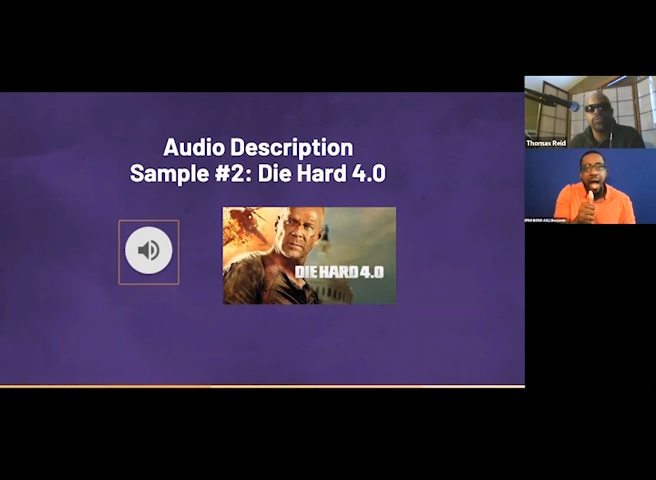 Audio Description
Sample #2: Die Hard 4.0
DIE HARD 4.0
Thomas Reid